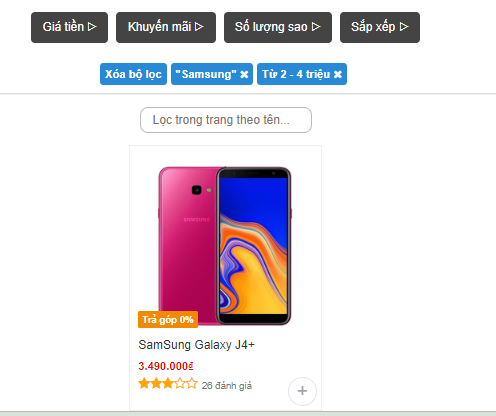 Giá tiền ▷ Khuyến mãi ▷ Số lượng sao ▷ Sắp xếp ▷
Xóa bộ lọc "Samsung" ✖ Từ 2 - 4 triệu ✖
Lọc trong trang theo tên...
SAMSUNG
Trả góp 0%
SamSung Galaxy J4+
3.490.000₫
26 đánh giá
+